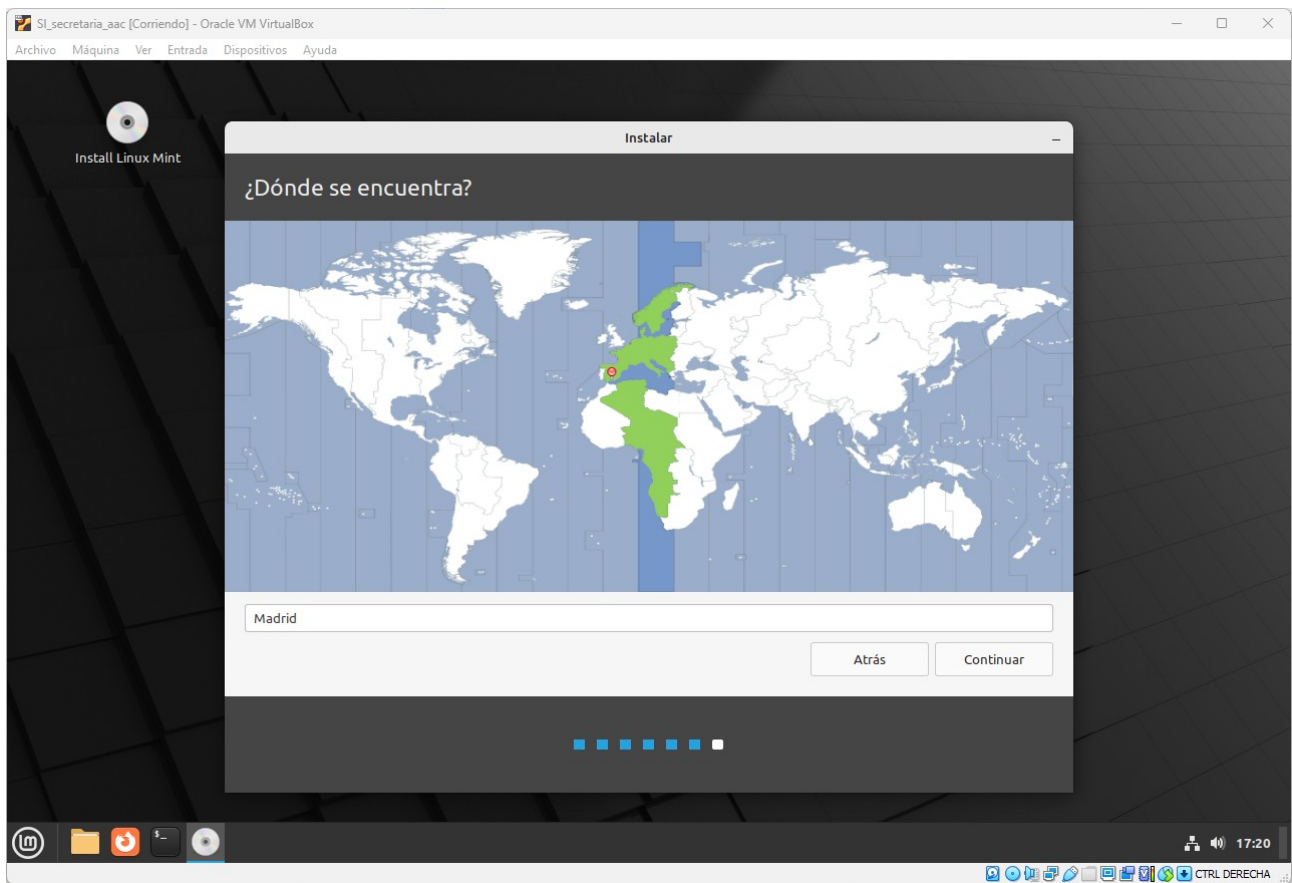 SI_secretaria_aac [Corriendo] - Oracle VM VirtualBox
Archivo Máquina Ver Entrada Dispositivos Ayuda
Install Linux Mint
Instalar
¿Dónde se encuentra?
Madrid
Atrás Continuar
$_
17:20
CTRL DERECHA